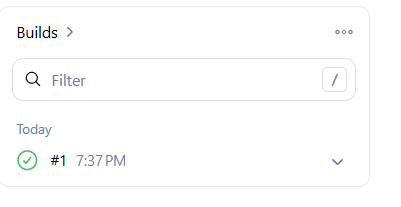 Builds
Filter /
Today
#1 7:37 PM